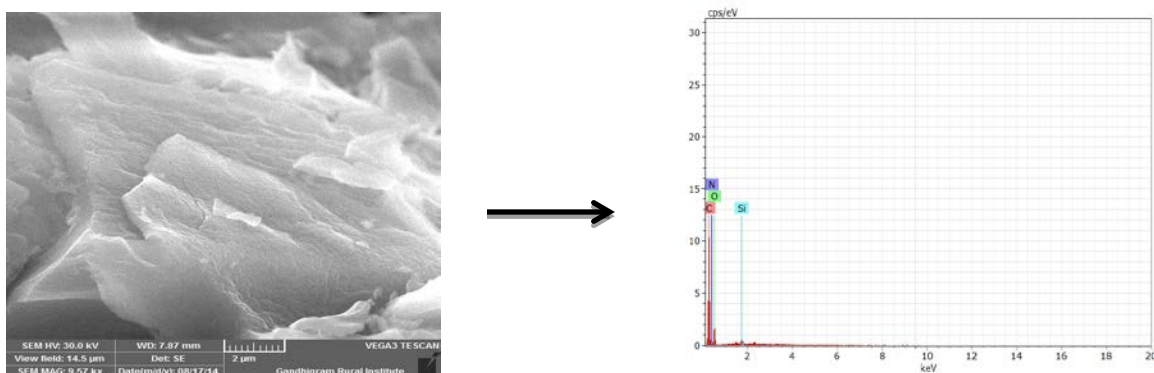 SEM HV: 30.0 kV WD: 7.87 mm VEGA3 TESCAN
View field: 14.5 µm Det: SE 2 µm
SEM MAG: 9.57 kx Date(m/d/y): 08/17/14 Gandhigram Rural Institute
cps/eV
30
25
20
15
10
5
0
N
O
C Si
2 4 6 8 10 12 14 16 18 20
keV